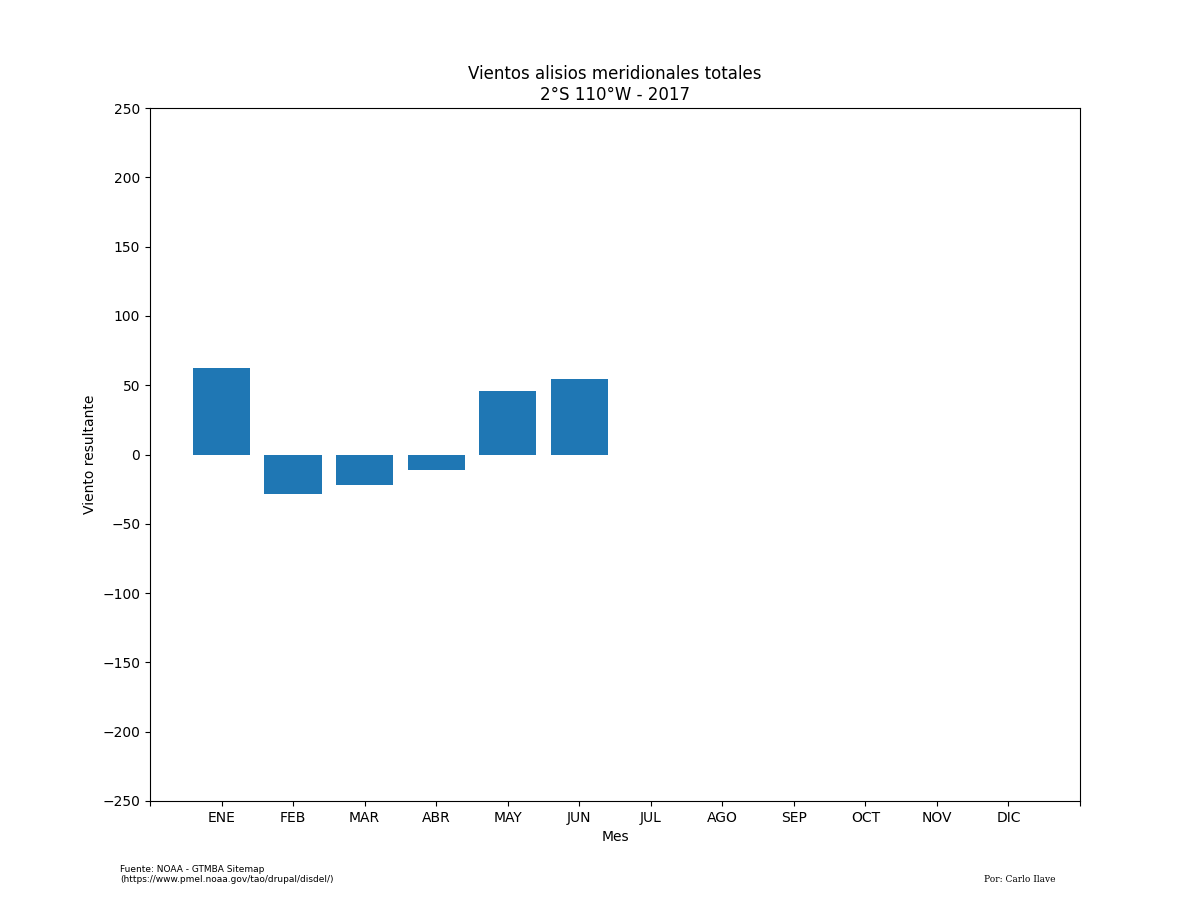 Vientos alisios meridionales totales
2°S 110°W - 2017
250
200
150
100
50
0
−50
−100
−150
−200
−250
Viento resultante
ENE FEB MAR ABR MAY JUN JUL AGO SEP OCT NOV DIC
Mes
Fuente: NOAA - GTMBA Sitemap
(https://www.pmel.noaa.gov/tao/drupal/disdel/)
Por: Carlo Ilave